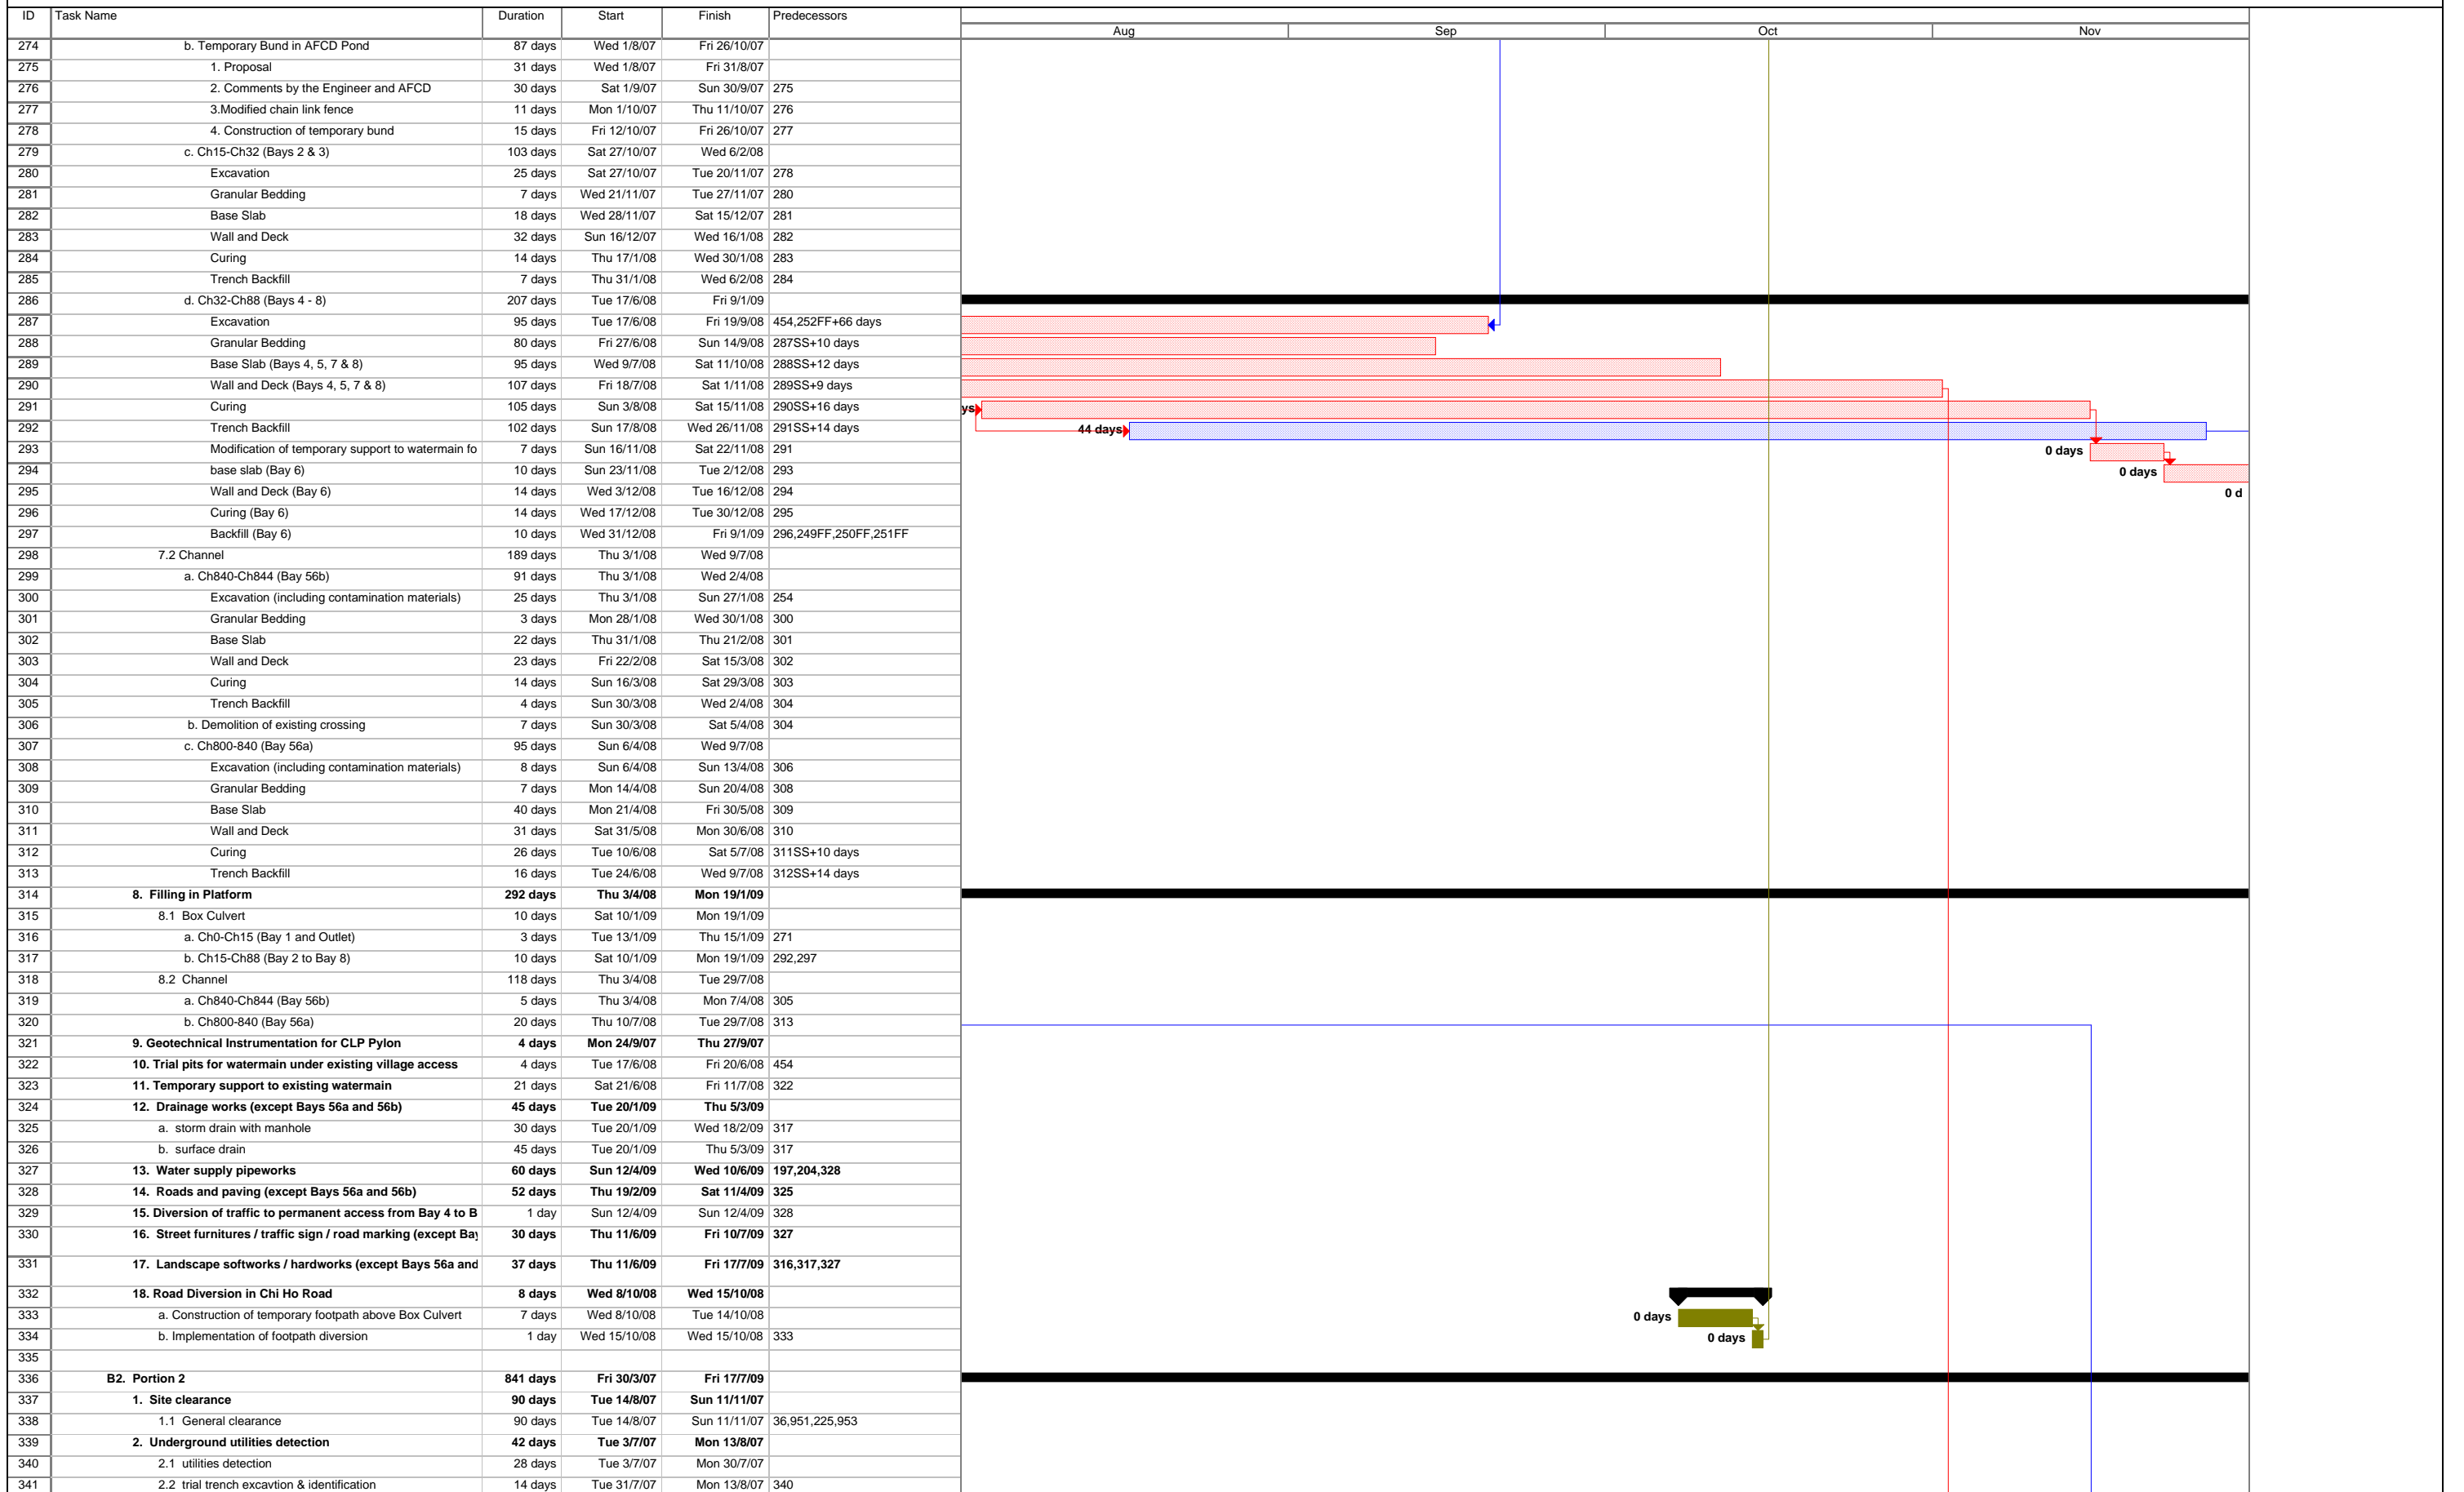 ID Task Name Duration Start Finish Predecessors
Aug Sep Oct Nov
274 b. Temporary Bund in AFCD Pond 87 days Wed 1/8/07 Fri 26/10/07
275 1. Proposal 31 days Wed 1/8/07 Fri 31/8/07
276 2. Comments by the Engineer and AFCD 30 days Sat 1/9/07 Sun 30/9/07 275
277 3.Modified chain link fence 11 days Mon 1/10/07 Thu 11/10/07 276
278 4. Construction of temporary bund 15 days Fri 12/10/07 Fri 26/10/07 277
279 c. Ch15-Ch32 (Bays 2 & 3) 103 days Sat 27/10/07 Wed 6/2/08
280 Excavation 25 days Sat 27/10/07 Tue 20/11/07 278
281 Granular Bedding 7 days Wed 21/11/07 Tue 27/11/07 280
282 Base Slab 18 days Wed 28/11/07 Sat 15/12/07 281
283 Wall and Deck 32 days Sun 16/12/07 Wed 16/1/08 282
284 Curing 14 days Thu 17/1/08 Wed 30/1/08 283
285 Trench Backfill 7 days Thu 31/1/08 Wed 6/2/08 284
286 d. Ch32-Ch88 (Bays 4 - 8) 207 days Tue 17/6/08 Fri 9/1/09
287 Excavation 95 days Tue 17/6/08 Fri 19/9/08 454,252FF+66 days
288 Granular Bedding 80 days Fri 27/6/08 Sun 14/9/08 287SS+10 days
289 Base Slab (Bays 4, 5, 7 & 8) 95 days Wed 9/7/08 Sat 11/10/08 288SS+12 days
290 Wall and Deck (Bays 4, 5, 7 & 8) 107 days Fri 18/7/08 Sat 1/11/08 289SS+9 days
291 Curing 105 days Sun 3/8/08 Sat 15/11/08 290SS+16 days ys
292 Trench Backfill 102 days Sun 17/8/08 Wed 26/11/08 291SS+14 days 44 days
293 Modification of temporary support to watermain fo 7 days Sun 16/11/08 Sat 22/11/08 291 0 days
294 base slab (Bay 6) 10 days Sun 23/11/08 Tue 2/12/08 293 0 days
295 Wall and Deck (Bay 6) 14 days Wed 3/12/08 Tue 16/12/08 294 0 d
296 Curing (Bay 6) 14 days Wed 17/12/08 Tue 30/12/08 295
297 Backfill (Bay 6) 10 days Wed 31/12/08 Fri 9/1/09 296,249FF,250FF,251FF
298 7.2 Channel 189 days Thu 3/1/08 Wed 9/7/08
299 a. Ch840-Ch844 (Bay 56b) 91 days Thu 3/1/08 Wed 2/4/08
300 Excavation (including contamination materials) 25 days Thu 3/1/08 Sun 27/1/08 254
301 Granular Bedding 3 days Mon 28/1/08 Wed 30/1/08 300
302 Base Slab 22 days Thu 31/1/08 Thu 21/2/08 301
303 Wall and Deck 23 days Fri 22/2/08 Sat 15/3/08 302
304 Curing 14 days Sun 16/3/08 Sat 29/3/08 303
305 Trench Backfill 4 days Sun 30/3/08 Wed 2/4/08 304
306 b. Demolition of existing crossing 7 days Sun 30/3/08 Sat 5/4/08 304
307 c. Ch800-840 (Bay 56a) 95 days Sun 6/4/08 Wed 9/7/08
308 Excavation (including contamination materials) 8 days Sun 6/4/08 Sun 13/4/08 306
309 Granular Bedding 7 days Mon 14/4/08 Sun 20/4/08 308
310 Base Slab 40 days Mon 21/4/08 Fri 30/5/08 309
311 Wall and Deck 31 days Sat 31/5/08 Mon 30/6/08 310
312 Curing 26 days Tue 10/6/08 Sat 5/7/08 311SS+10 days
313 Trench Backfill 16 days Tue 24/6/08 Wed 9/7/08 312SS+14 days
314 8. Filling in Platform 292 days Thu 3/4/08 Mon 19/1/09
315 8.1 Box Culvert 10 days Sat 10/1/09 Mon 19/1/09
316 a. Ch0-Ch15 (Bay 1 and Outlet) 3 days Tue 13/1/09 Thu 15/1/09 271
317 b. Ch15-Ch88 (Bay 2 to Bay 8) 10 days Sat 10/1/09 Mon 19/1/09 292,297
318 8.2 Channel 118 days Thu 3/4/08 Tue 29/7/08
319 a. Ch840-Ch844 (Bay 56b) 5 days Thu 3/4/08 Mon 7/4/08 305
320 b. Ch800-840 (Bay 56a) 20 days Thu 10/7/08 Tue 29/7/08 313
321 9. Geotechnical Instrumentation for CLP Pylon 4 days Mon 24/9/07 Thu 27/9/07
322 10. Trial pits for watermain under existing village access 4 days Tue 17/6/08 Fri 20/6/08 454
323 11. Temporary support to existing watermain 21 days Sat 21/6/08 Fri 11/7/08 322
324 12. Drainage works (except Bays 56a and 56b) 45 days Tue 20/1/09 Thu 5/3/09
325 a. storm drain with manhole 30 days Tue 20/1/09 Wed 18/2/09 317
326 b. surface drain 45 days Tue 20/1/09 Thu 5/3/09 317
327 13. Water supply pipeworks 60 days Sun 12/4/09 Wed 10/6/09 197,204,328
328 14. Roads and paving (except Bays 56a and 56b) 52 days Thu 19/2/09 Sat 11/4/09 325
329 15. Diversion of traffic to permanent access from Bay 4 to B 1 day Sun 12/4/09 Sun 12/4/09 328
330 16. Street furnitures / traffic sign / road marking (except Bay 30 days Thu 11/6/09 Fri 10/7/09 327
331 17. Landscape softworks / hardworks (except Bays 56a and 37 days Thu 11/6/09 Fri 17/7/09 316,317,327
332 18. Road Diversion in Chi Ho Road 8 days Wed 8/10/08 Wed 15/10/08
333 a. Construction of temporary footpath above Box Culvert 7 days Wed 8/10/08 Tue 14/10/08 0 days
334 b. Implementation of footpath diversion 1 day Wed 15/10/08 Wed 15/10/08 333 0 days
335
336 B2. Portion 2 841 days Fri 30/3/07 Fri 17/7/09
337 1. Site clearance 90 days Tue 14/8/07 Sun 11/11/07
338 1.1 General clearance 90 days Tue 14/8/07 Sun 11/11/07 36,951,225,953
339 2. Underground utilities detection 42 days Tue 3/7/07 Mon 13/8/07
340 2.1 utilities detection 28 days Tue 3/7/07 Mon 30/7/07
341 2.2 trial trench excavtion & identification 14 days Tue 31/7/07 Mon 13/8/07 340